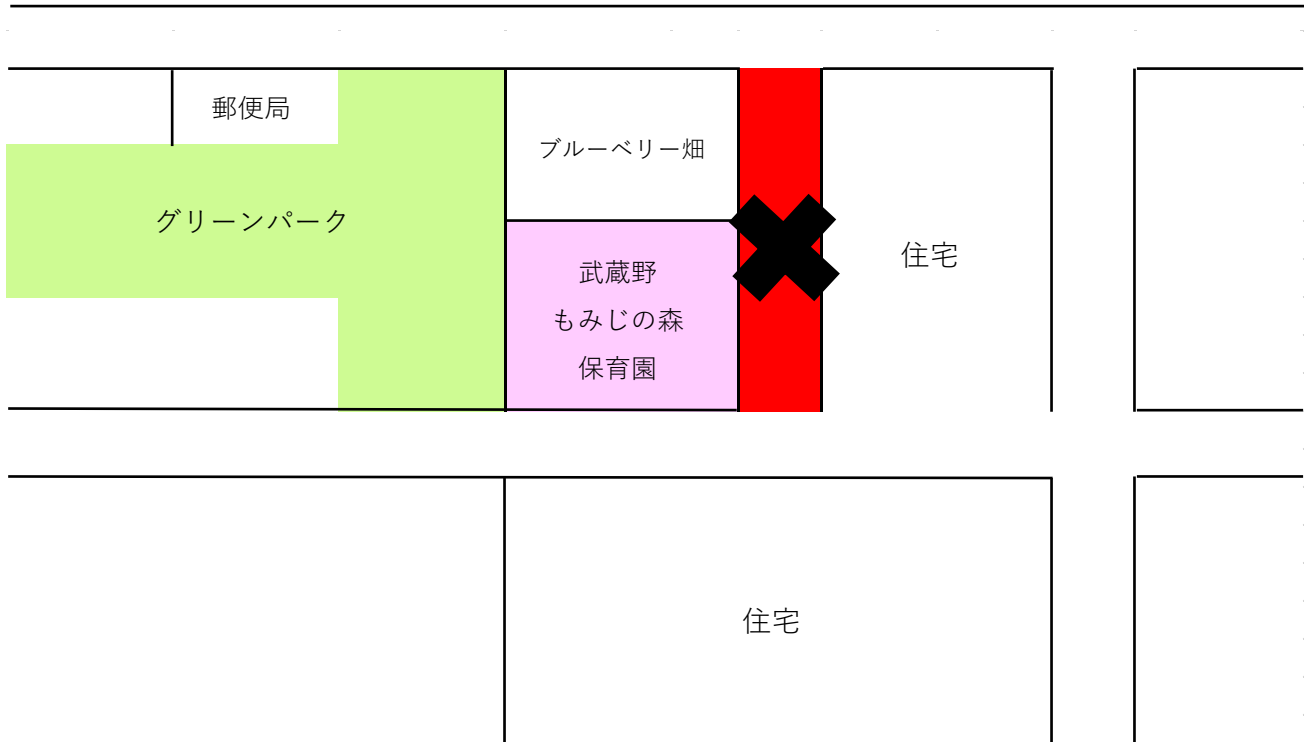 郵便局
ブルーベリー畑
グリーンパーク
武蔵野
もみじの森
保育園
住宅
住宅